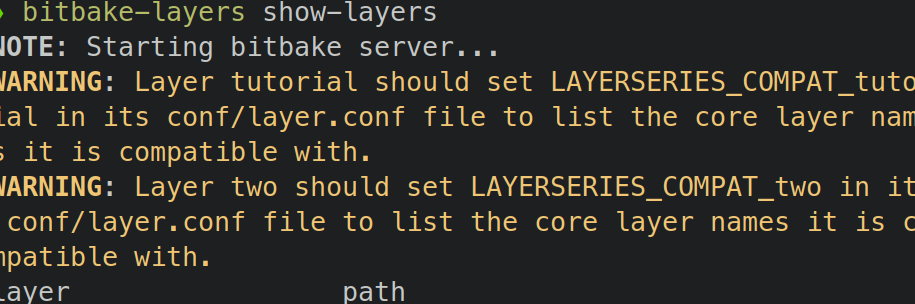 bitbake-layers show-layers
NOTE: Starting bitbake server...
WARNING: Layer tutorial should set LAYERSERIES_COMPAT_tuto
ial in its conf/layer.conf file to list the core layer nam
s it is compatible with.
WARNING: Layer two should set LAYERSERIES_COMPAT_two in it
conf/layer.conf file to list the core layer names it is c
mpatible with.
layer path